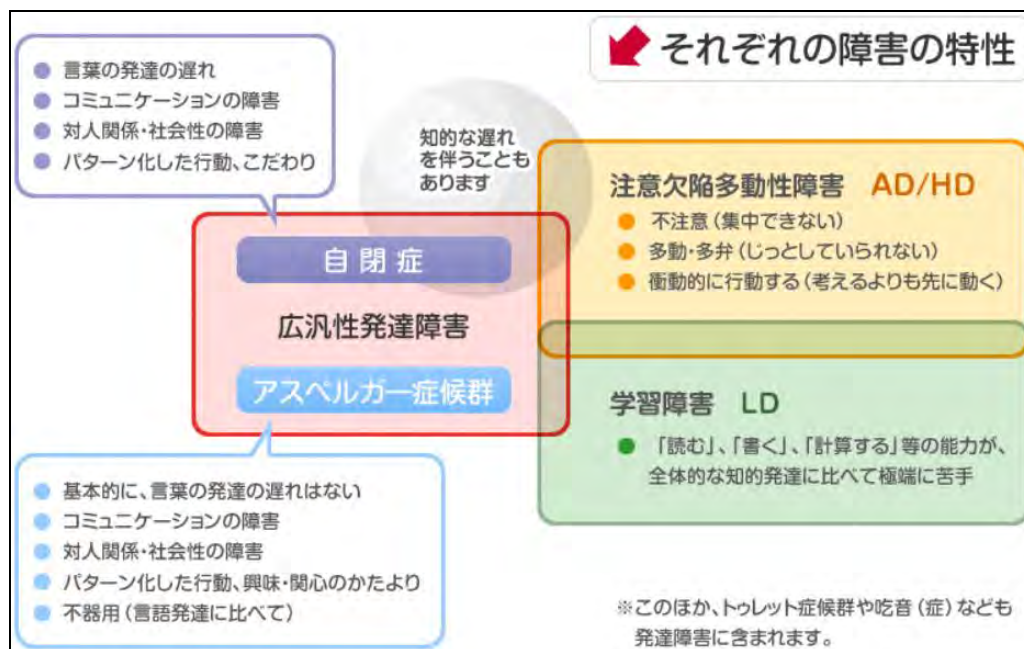 それぞれの障害の特性
● 言葉の発達の遅れ
● コミュニケーションの障害
● 対人関係・社会性の障害
● パターン化した行動、こだわり
知的な遅れ
を伴うことも
あります
自閉症
広汎性発達障害
アスペルガー症候群
● 基本的に、言葉の発達の遅れはない
● コミュニケーションの障害
● 対人関係・社会性の障害
● パターン化した行動、興味・関心のかたより
● 不器用（言語発達に比べて）
注意欠陥多動性障害 AD/HD
● 不注意（集中できない）
● 多動・多弁（じっとしていられない）
● 衝動的に行動する（考えるよりも先に動く）
学習障害 LD
● 「読む」、「書く」、「計算する」等の能力が、
全体的な知的発達に比べて極端に苦手
※このほか、トゥレット症候群や吃音（症）なども
発達障害に含まれます。